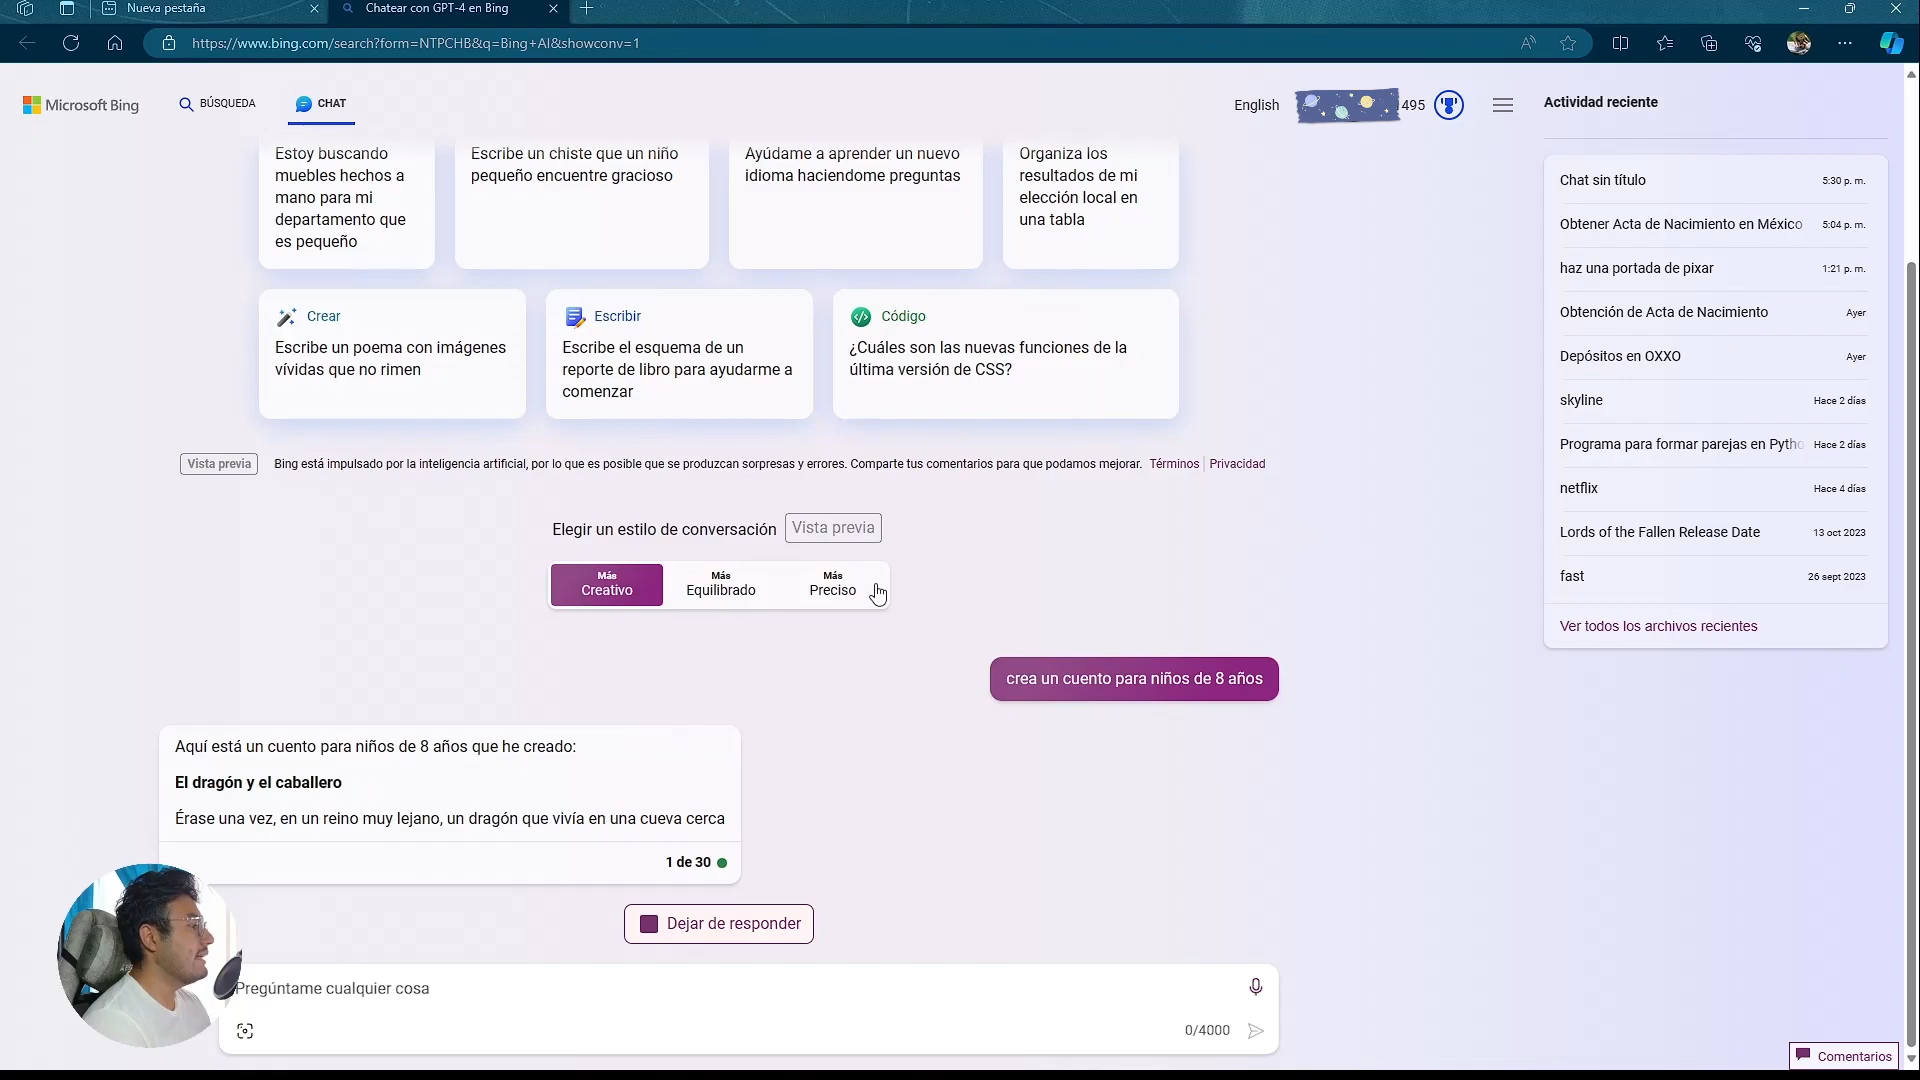 Nueva pestaña
Chatear con GPT-4 en Bing
https://www.bing.com/search?form=NTPCHB&q=Bing+AI&showconv=1
Microsoft Bing
BÚSQUEDA
CHAT
English
495
Estoy buscando
muebles hechos a
mano para mi
departamento que
es pequeño
Escribe un chiste que un niño
pequeño encuentre gracioso
Ayúdame a aprender un nuevo
idioma haciendome preguntas
Organiza los
resultados de mi
elección local en
una tabla
Crear
Escribe un poema con imágenes
vívidas que no rimen
Escribir
Escribe el esquema de un
reporte de libro para ayudarme a
comenzar
Código
¿Cuáles son las nuevas funciones de la
última versión de CSS?
Vista previa
Bing está impulsado por la inteligencia artificial, por lo que es posible que se produzcan sorpresas y errores. Comparte tus comentarios para que podamos mejorar. Términos Privacidad
Elegir un estilo de conversación Vista previa
Más
Creativo
Más
Equilibrado
Más
Preciso
crea un cuento para niños de 8 años
Aquí está un cuento para niños de 8 años que he creado:
El dragón y el caballero
Érase una vez, en un reino muy lejano, un dragón que vivía en una cueva cerca
1 de 30
Dejar de responder
Pregúntame cualquier cosa
0/4000
Actividad reciente
Chat sin título 5:30 p. m.
Obtener Acta de Nacimiento en México 5:04 p. m.
haz una portada de pixar 1:21 p. m.
Obtención de Acta de Nacimiento Ayer
Depósitos en OXXO Ayer
skyline Hace 2 días
Programa para formar parejas en Pytho Hace 2 días
netflix Hace 4 días
Lords of the Fallen Release Date 13 oct 2023
fast 26 sept 2023
Ver todos los archivos recientes
Comentarios